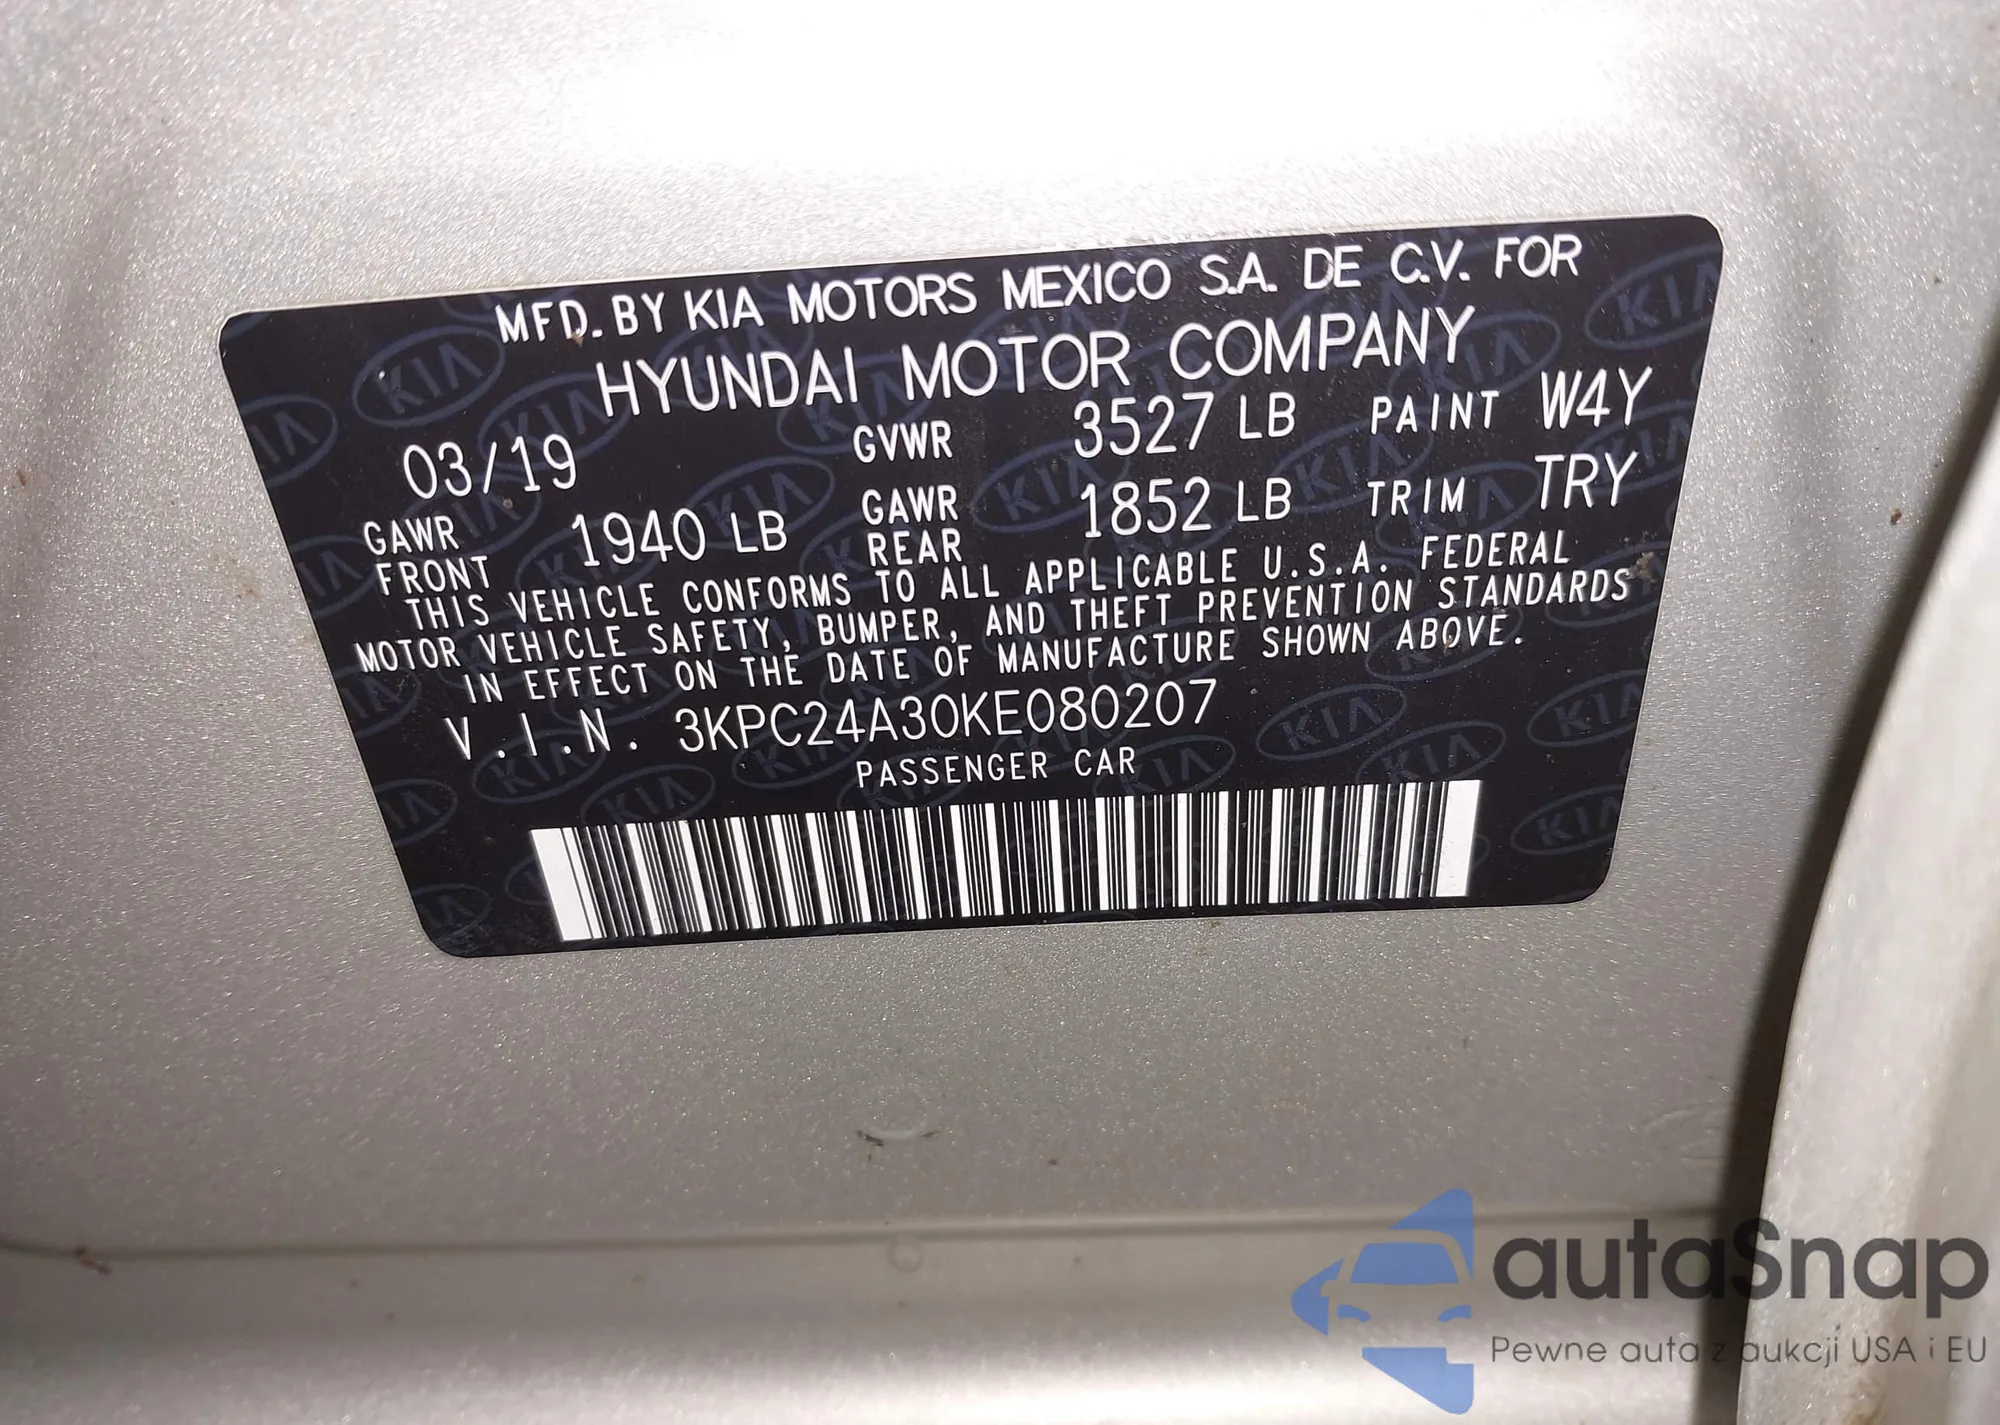 MFD. BY KIA MOTORS MEXICO S.A. DE C.V. FOR
HYUNDAI MOTOR COMPANY
03/19 GVWR 3527 LB PAINT W4Y
GAWR FRONT 1940 LB GAWR REAR 1852 LB TRIM TRY
THIS VEHICLE CONFORMS TO ALL APPLICABLE U.S.A. FEDERAL
MOTOR VEHICLE SAFETY, BUMPER, AND THEFT PREVENTION STANDARDS
IN EFFECT ON THE DATE OF MANUFACTURE SHOWN ABOVE.
V.I.N. 3KPC24A30KE080207
PASSENGER CAR
autaSnap
Pewne auta z aukcji USA i EU